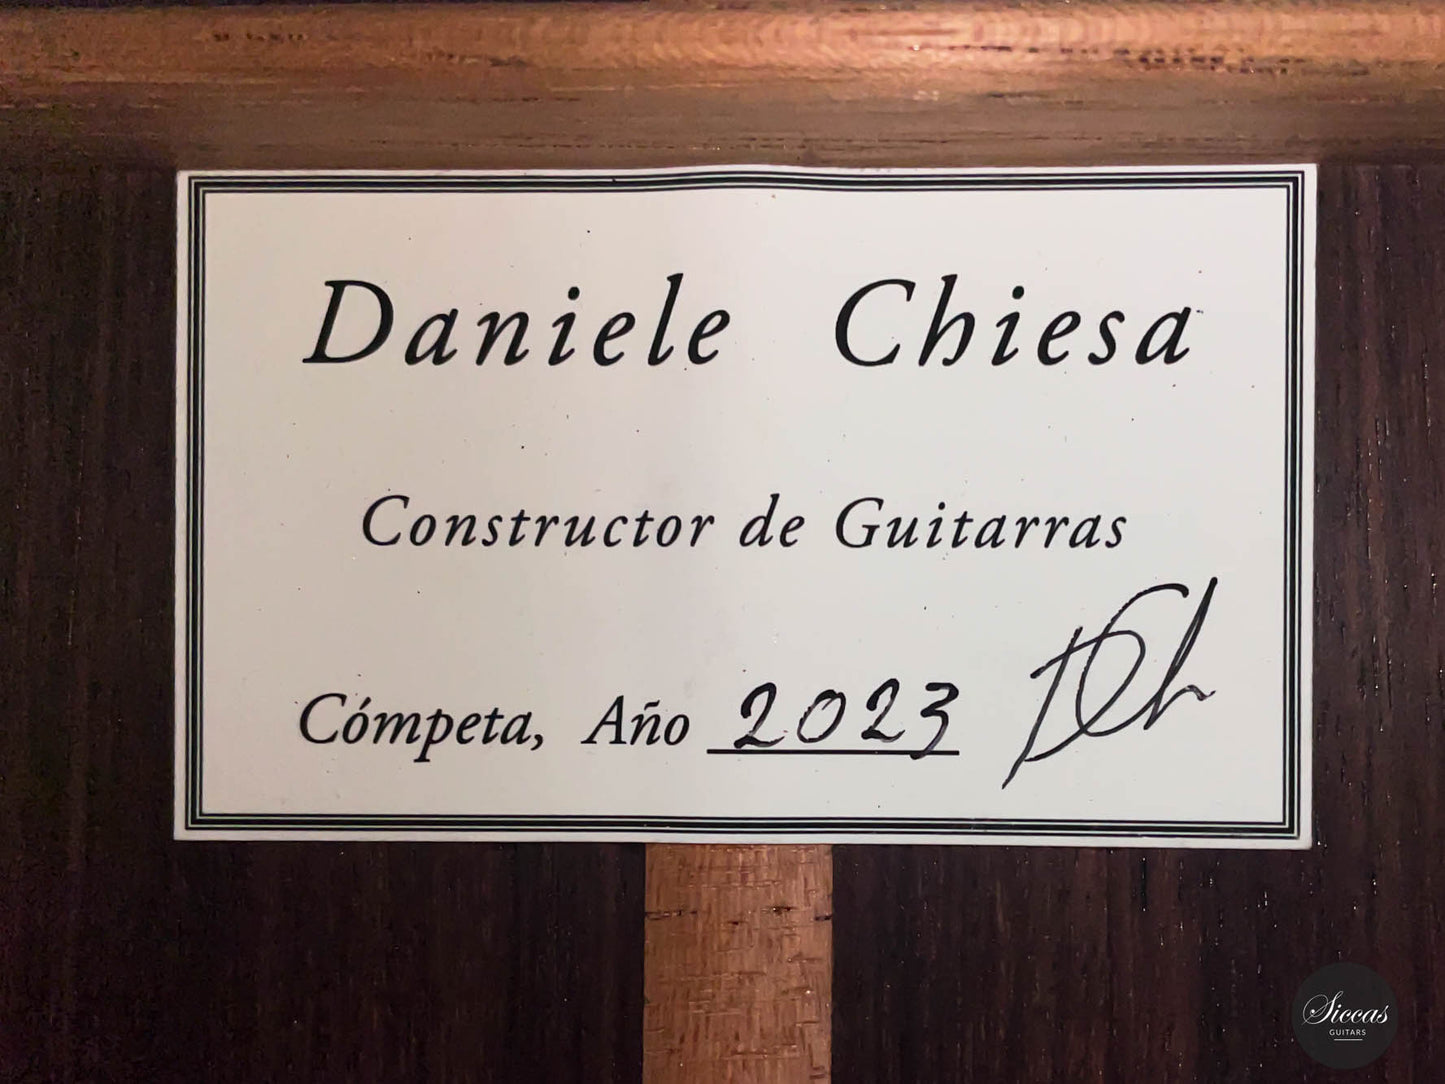 Daniele Chiesa
Constructor de Guitarras
Cómpeta, Año 2023
Siccas
GUITARS